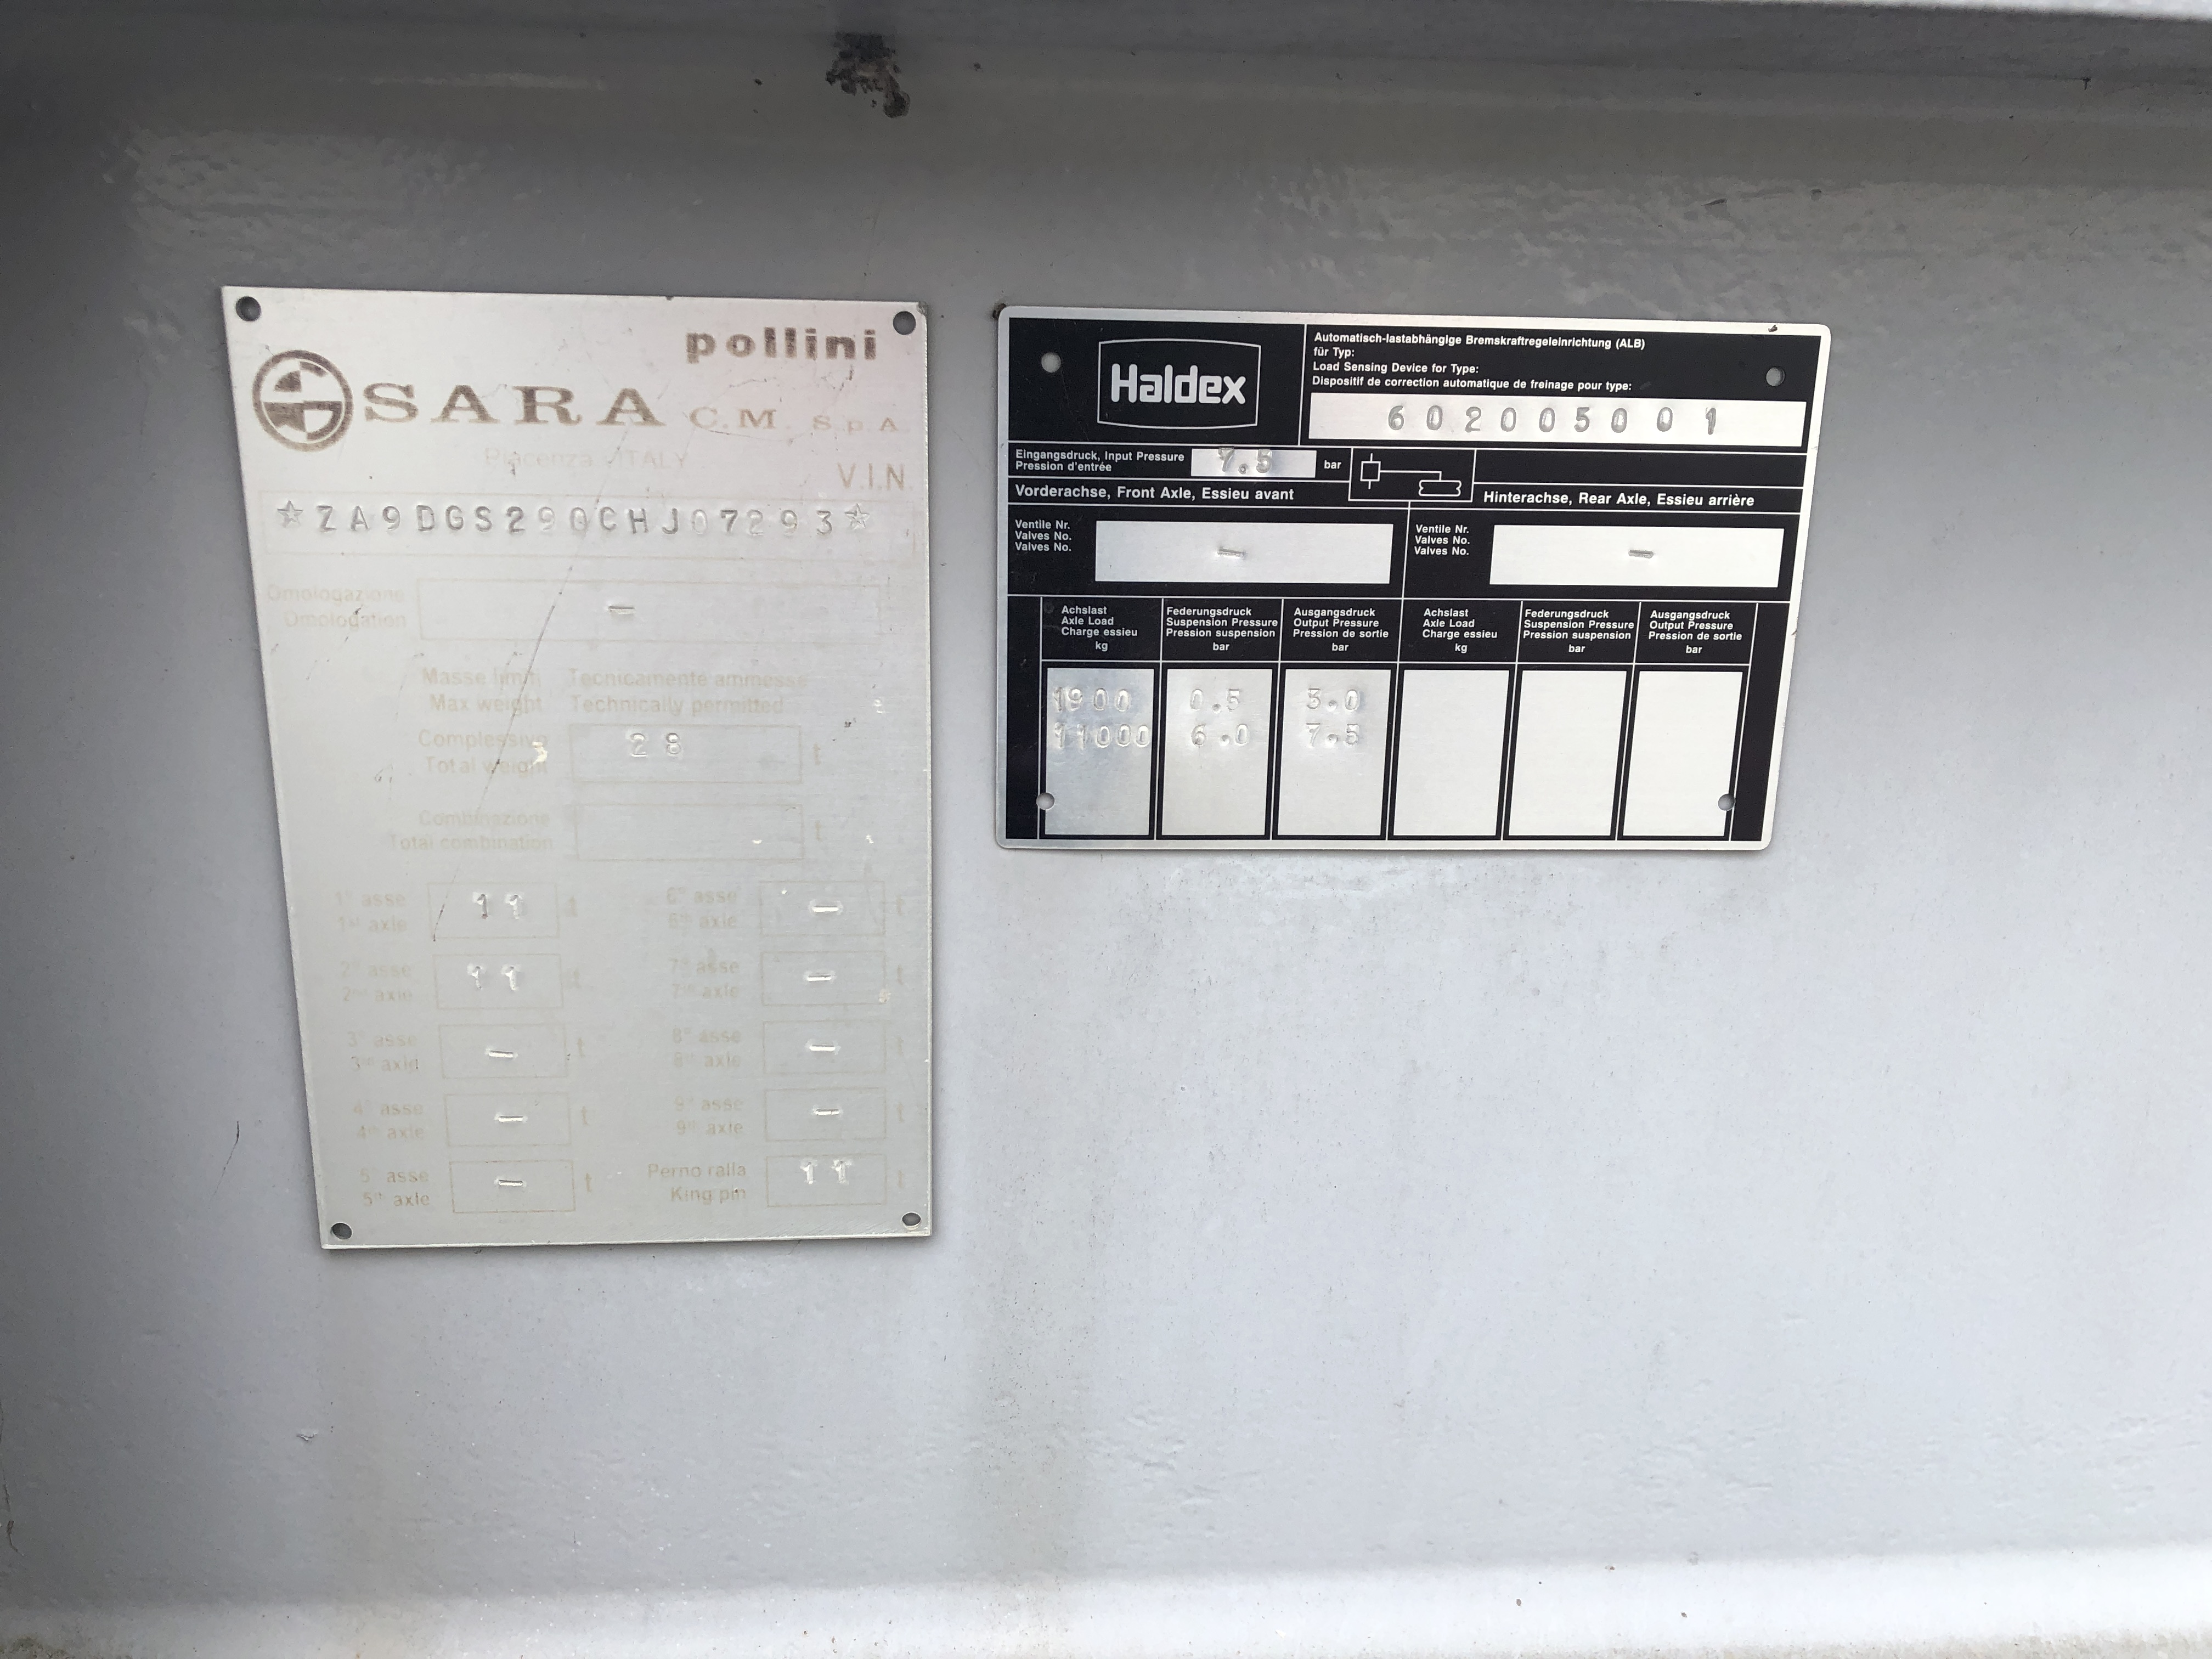 pollini
SARA C.M. S.p.A.
Piacenza - ITALY
V.I.N.
☆ZA9DGS290CHJ07293☆
Omologazione
Omologation
-
Masse limiti Tecnicamente ammesse
Max weight Technically permitted
Complessiva
Total weight
28 t
Combinazione
Total combination
t
1° asse
1st axle
11 t
2° asse
2nd axle
11 t
3° asse
3rd axle
- t
4° asse
4th axle
- t
5° asse
5th axle
- t
6° asse
6th axle
- t
7° asse
7th axle
- t
8° asse
8th axle
- t
9° asse
9th axle
- t
Perno ralla
King pin
11 t
Haldex
Automatisch-lastabhängige Bremskraftregeleinrichtung (ALB)
für Typ:
Load Sensing Device for Type:
Dispositif de correction automatique de freinage pour type:
602005001
Eingangsdruck, Input Pressure
Pression d'entrée
7.5 bar
Vorderachse, Front Axle, Essieu avant
Hinterachse, Rear Axle, Essieu arrière
Ventile Nr.
Valves No.
Valves No.
-
Ventile Nr.
Valves No.
Valves No.
-
Achslast
Axle Load
Charge essieu
kg
Federungsdruck
Suspension Pressure
Pression suspension
bar
Ausgangsdruck
Output Pressure
Pression de sortie
bar
Achslast
Axle Load
Charge essieu
kg
Federungsdruck
Suspension Pressure
Pression suspension
bar
Ausgangsdruck
Output Pressure
Pression de sortie
bar
1900 0.5 3.0
11000 6.0 7.5